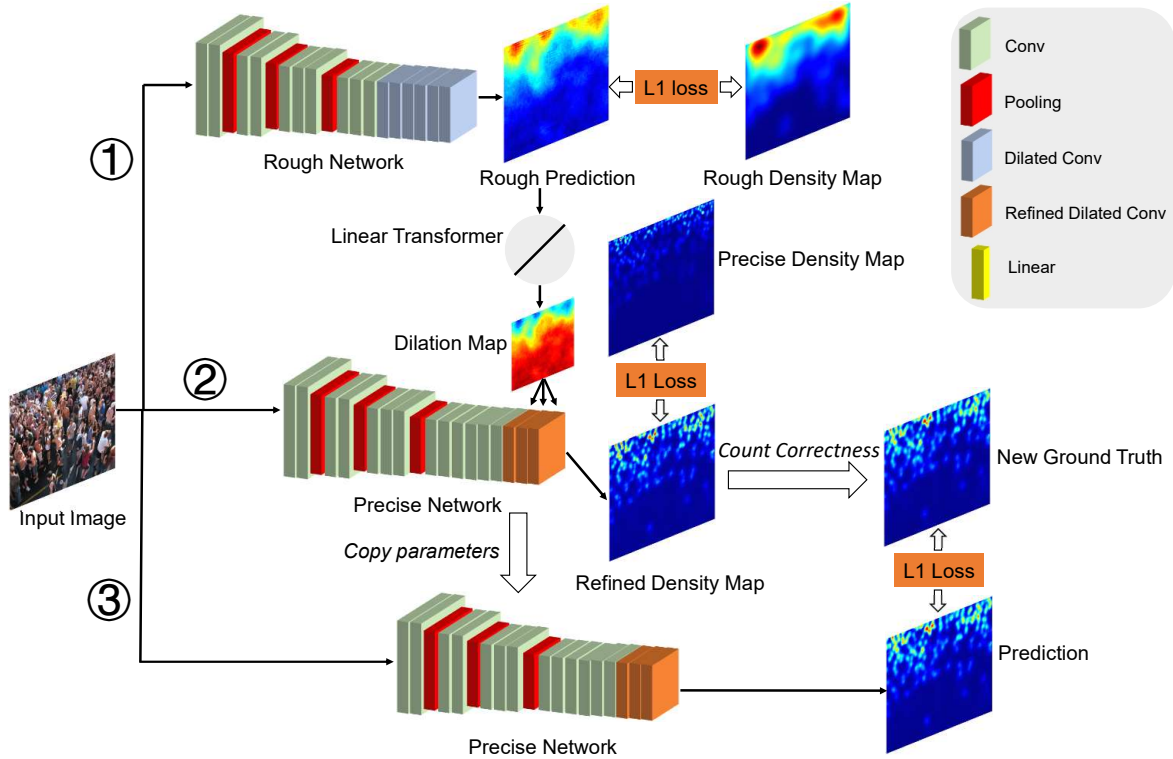 Conv
Pooling
Dilated Conv
Refined Dilated Conv
Linear
L1 loss
①
Rough Network
Rough Prediction
Rough Density Map
Linear Transformer
Precise Density Map
Dilation Map
②
L1 Loss
Count Correctness
New Ground Truth
Input Image
Precise Network
Copy parameters
Refined Density Map
L1 Loss
③
Prediction
Precise Network